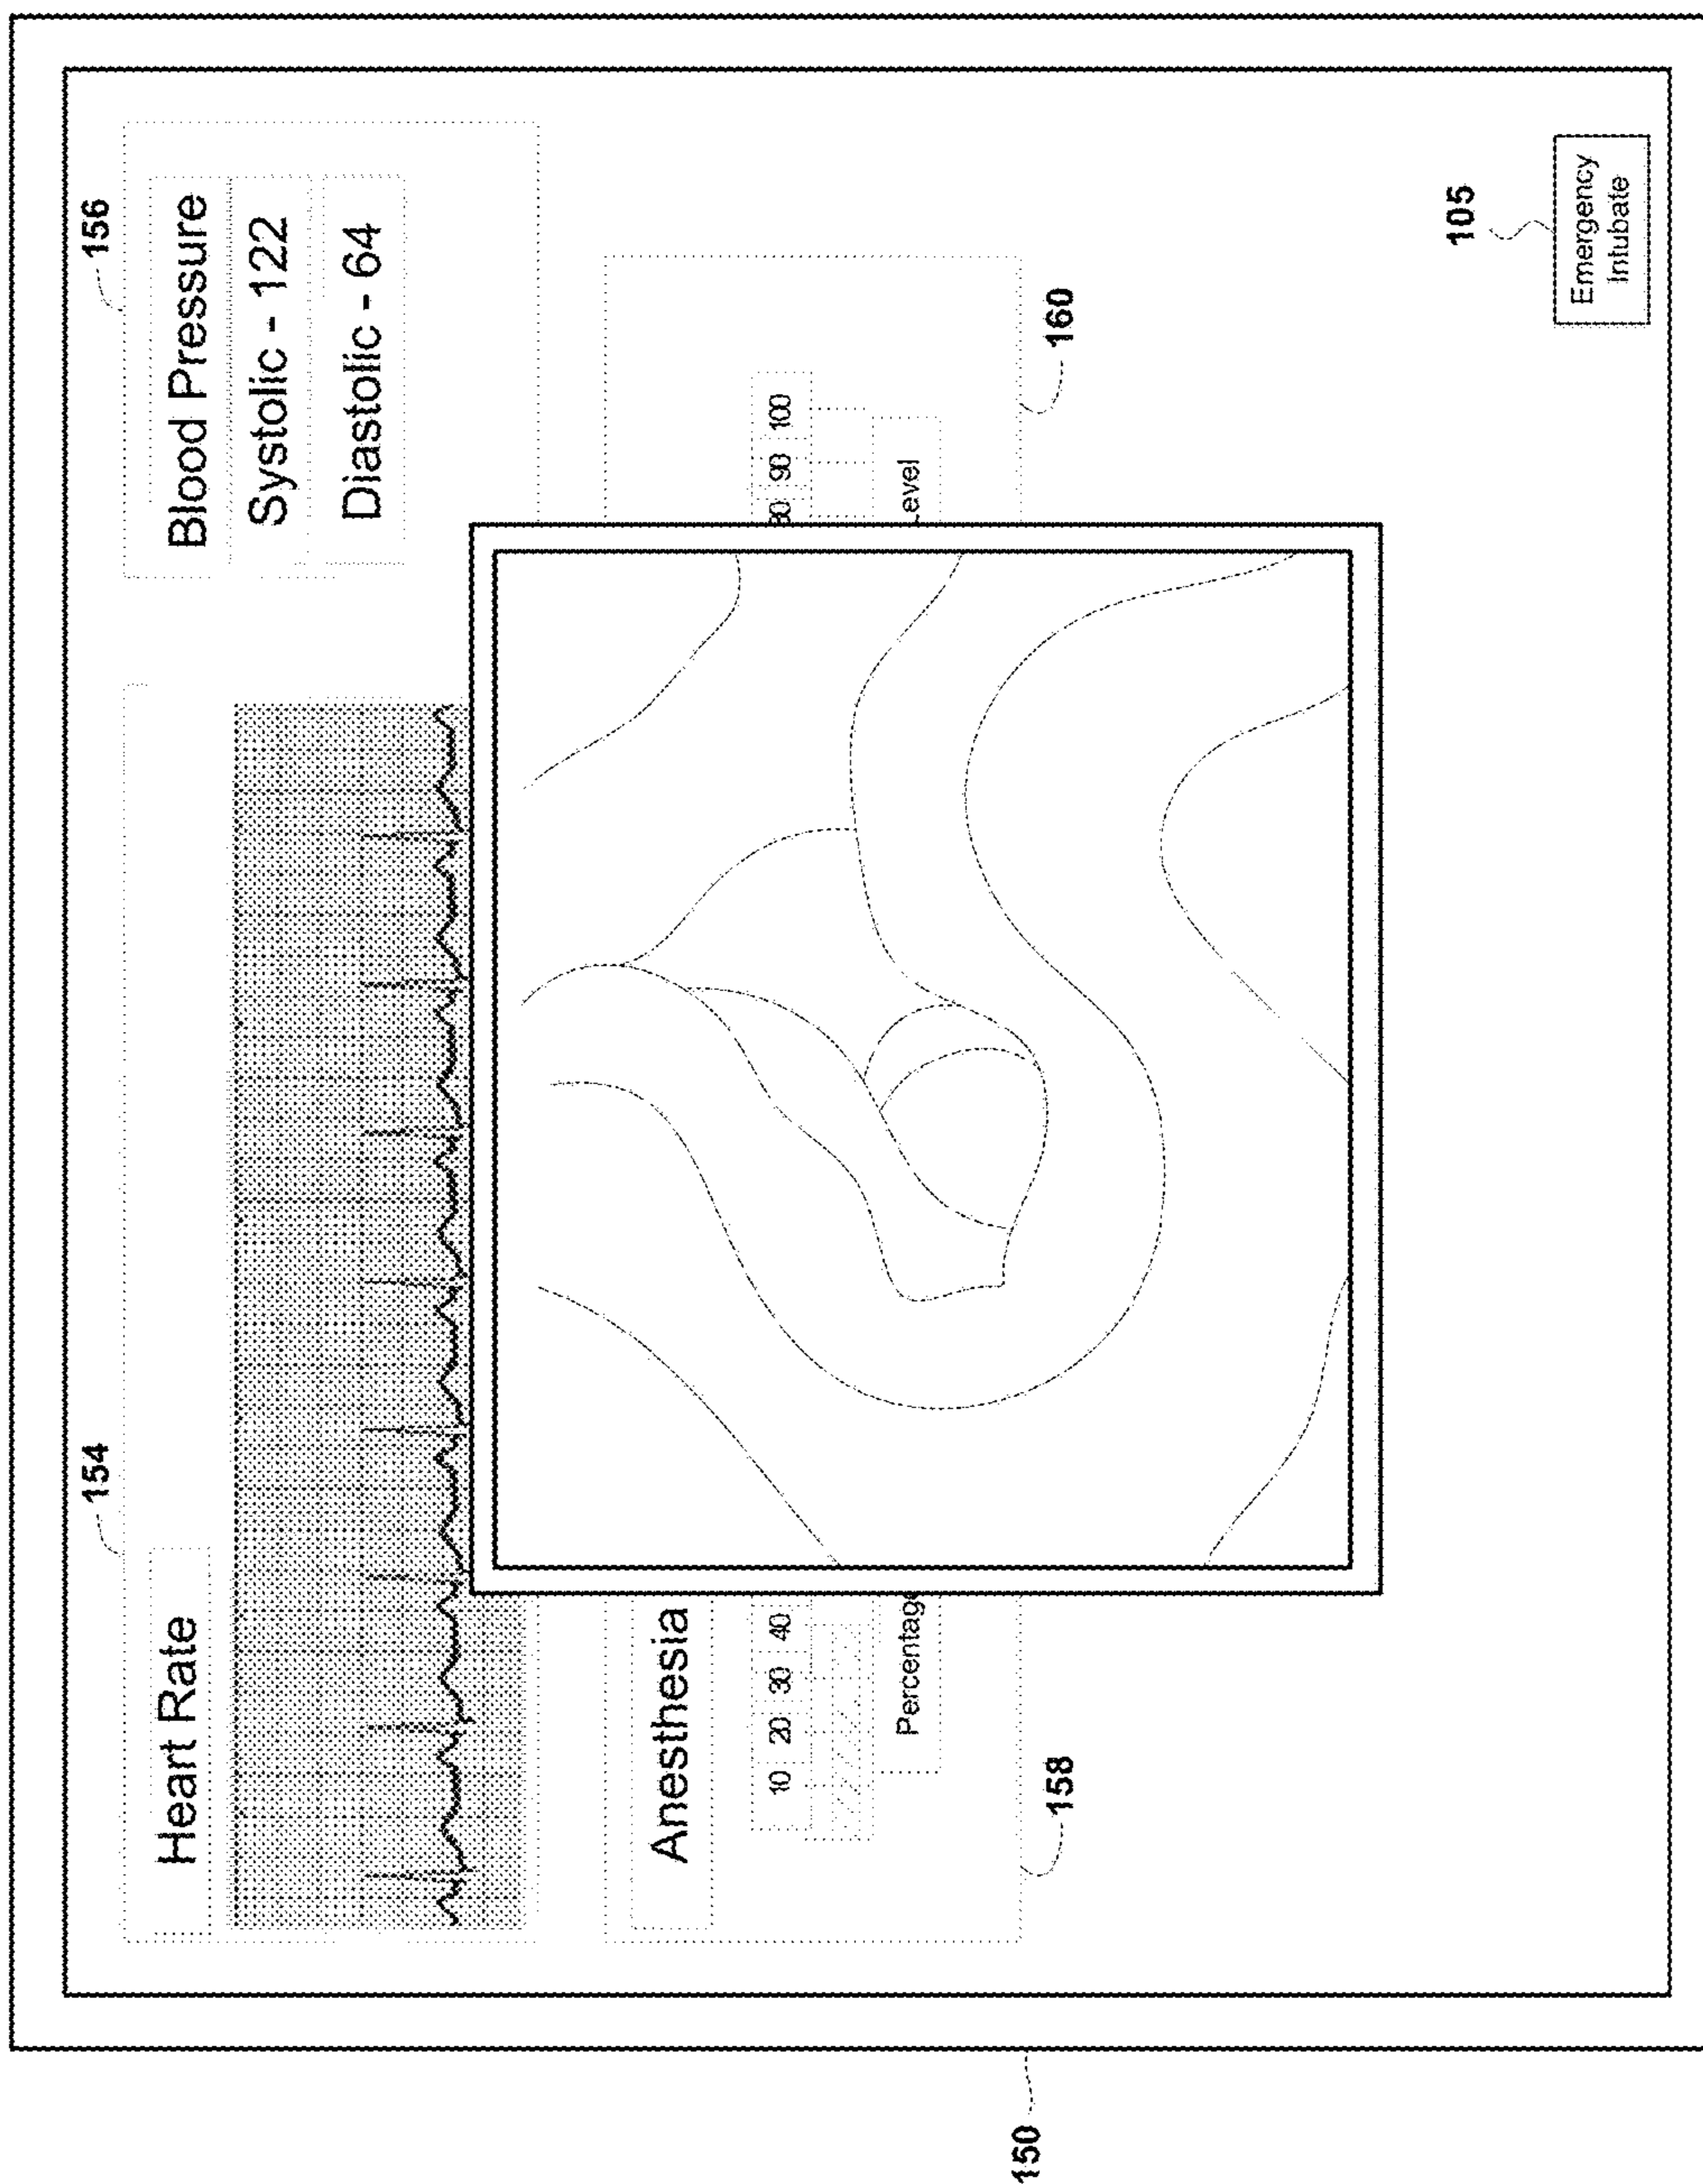 154
156
Heart Rate
Blood Pressure
Systolic - 122
Diastolic - 64
Anesthesia
10 20 30 40
80 90 100
Percentage
Level
158
160
150
105
Emergency
Intubate